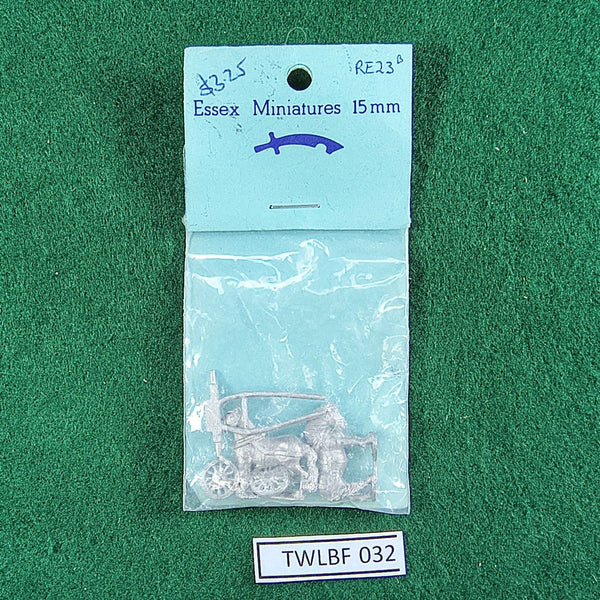 £3.25
RE23B
Essex Miniatures 15mm
TWLBF 032